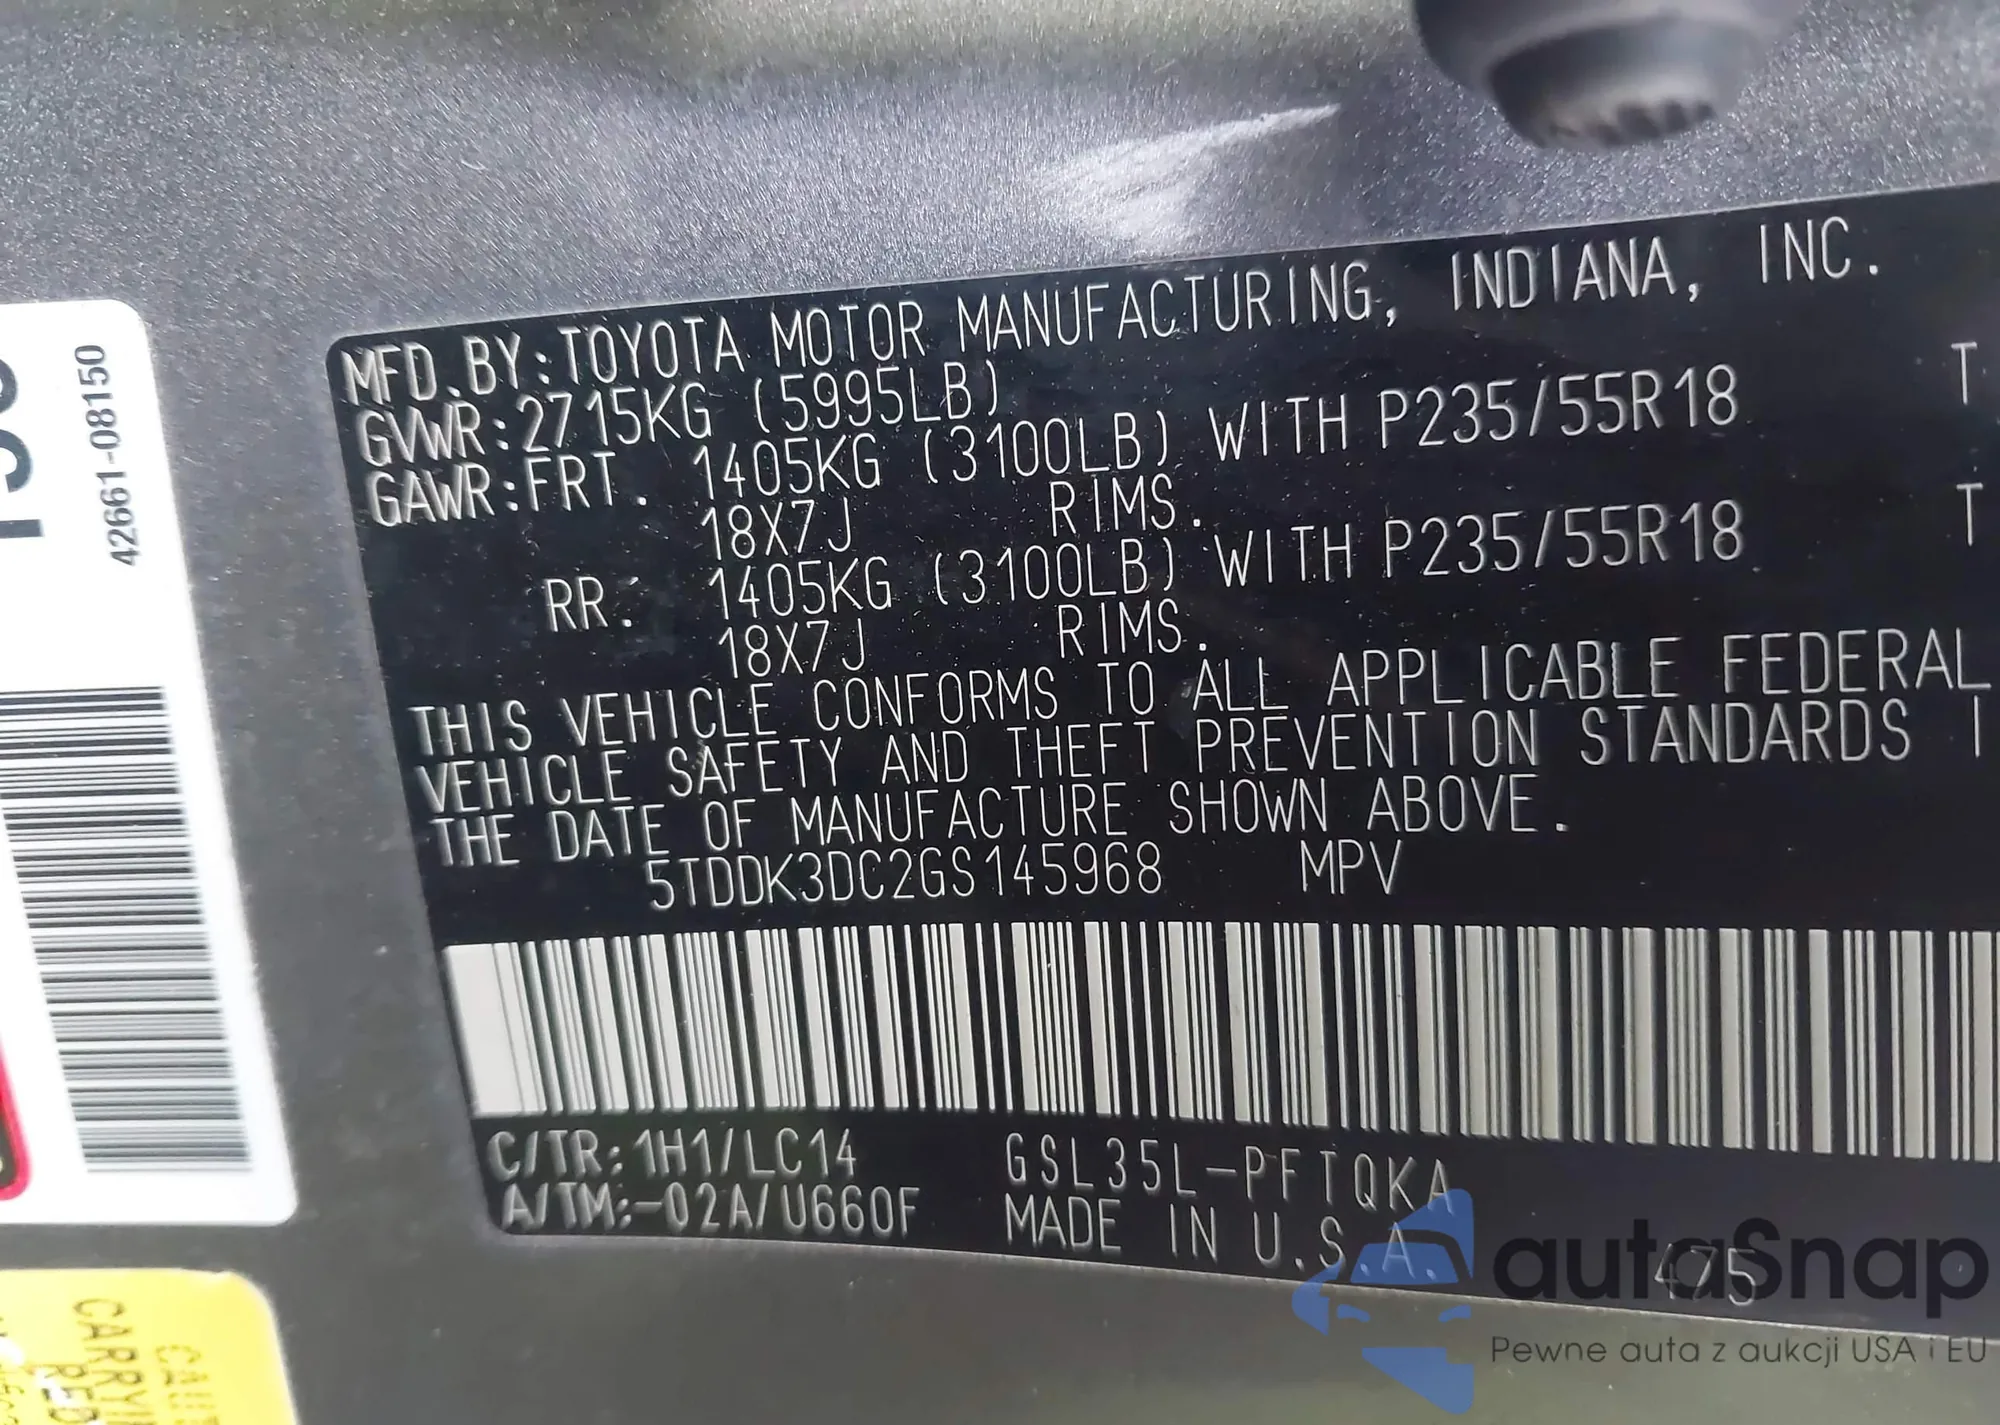 MFD.BY:TOYOTA MOTOR MANUFACTURING, INDIANA, INC.
GVWR:2715KG (5995LB)
GAWR:FRT. 1405KG (3100LB) WITH P235/55R18 T
18X7J RIMS.
RR: 1405KG (3100LB) WITH P235/55R18 T
18X7J RIMS.
THIS VEHICLE CONFORMS TO ALL APPLICABLE FEDERAL
VEHICLE SAFETY AND THEFT PREVENTION STANDARDS I
THE DATE OF MANUFACTURE SHOWN ABOVE.
5TDDK3DC2GS145968 MPV
C/TR:1H1/LC14 GSL35L-PFTQKA
A/TM:-02A/U660F MADE IN U.S.A. 475
42661-08150
autaSnap
Pewne auta z aukcji USA i EU